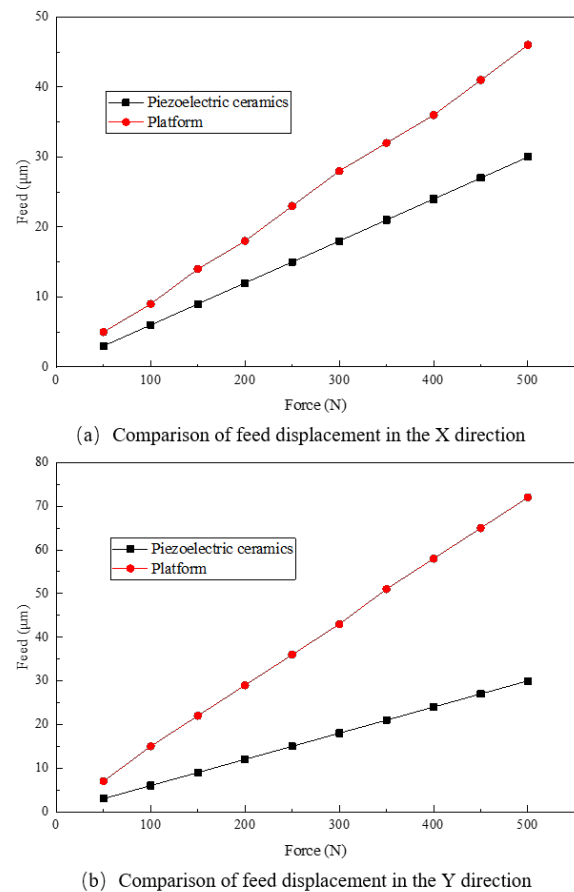 50
40
30
20
10
0
Feed (μm)
Piezoelectric ceramics
Platform
0 100 200 300 400 500
Force (N)
(a) Comparison of feed displacement in the X direction
80
70
60
50
40
30
20
10
0
Feed (μm)
Piezoelectric ceramics
Platform
0 100 200 300 400 500
Force (N)
(b) Comparison of feed displacement in the Y direction